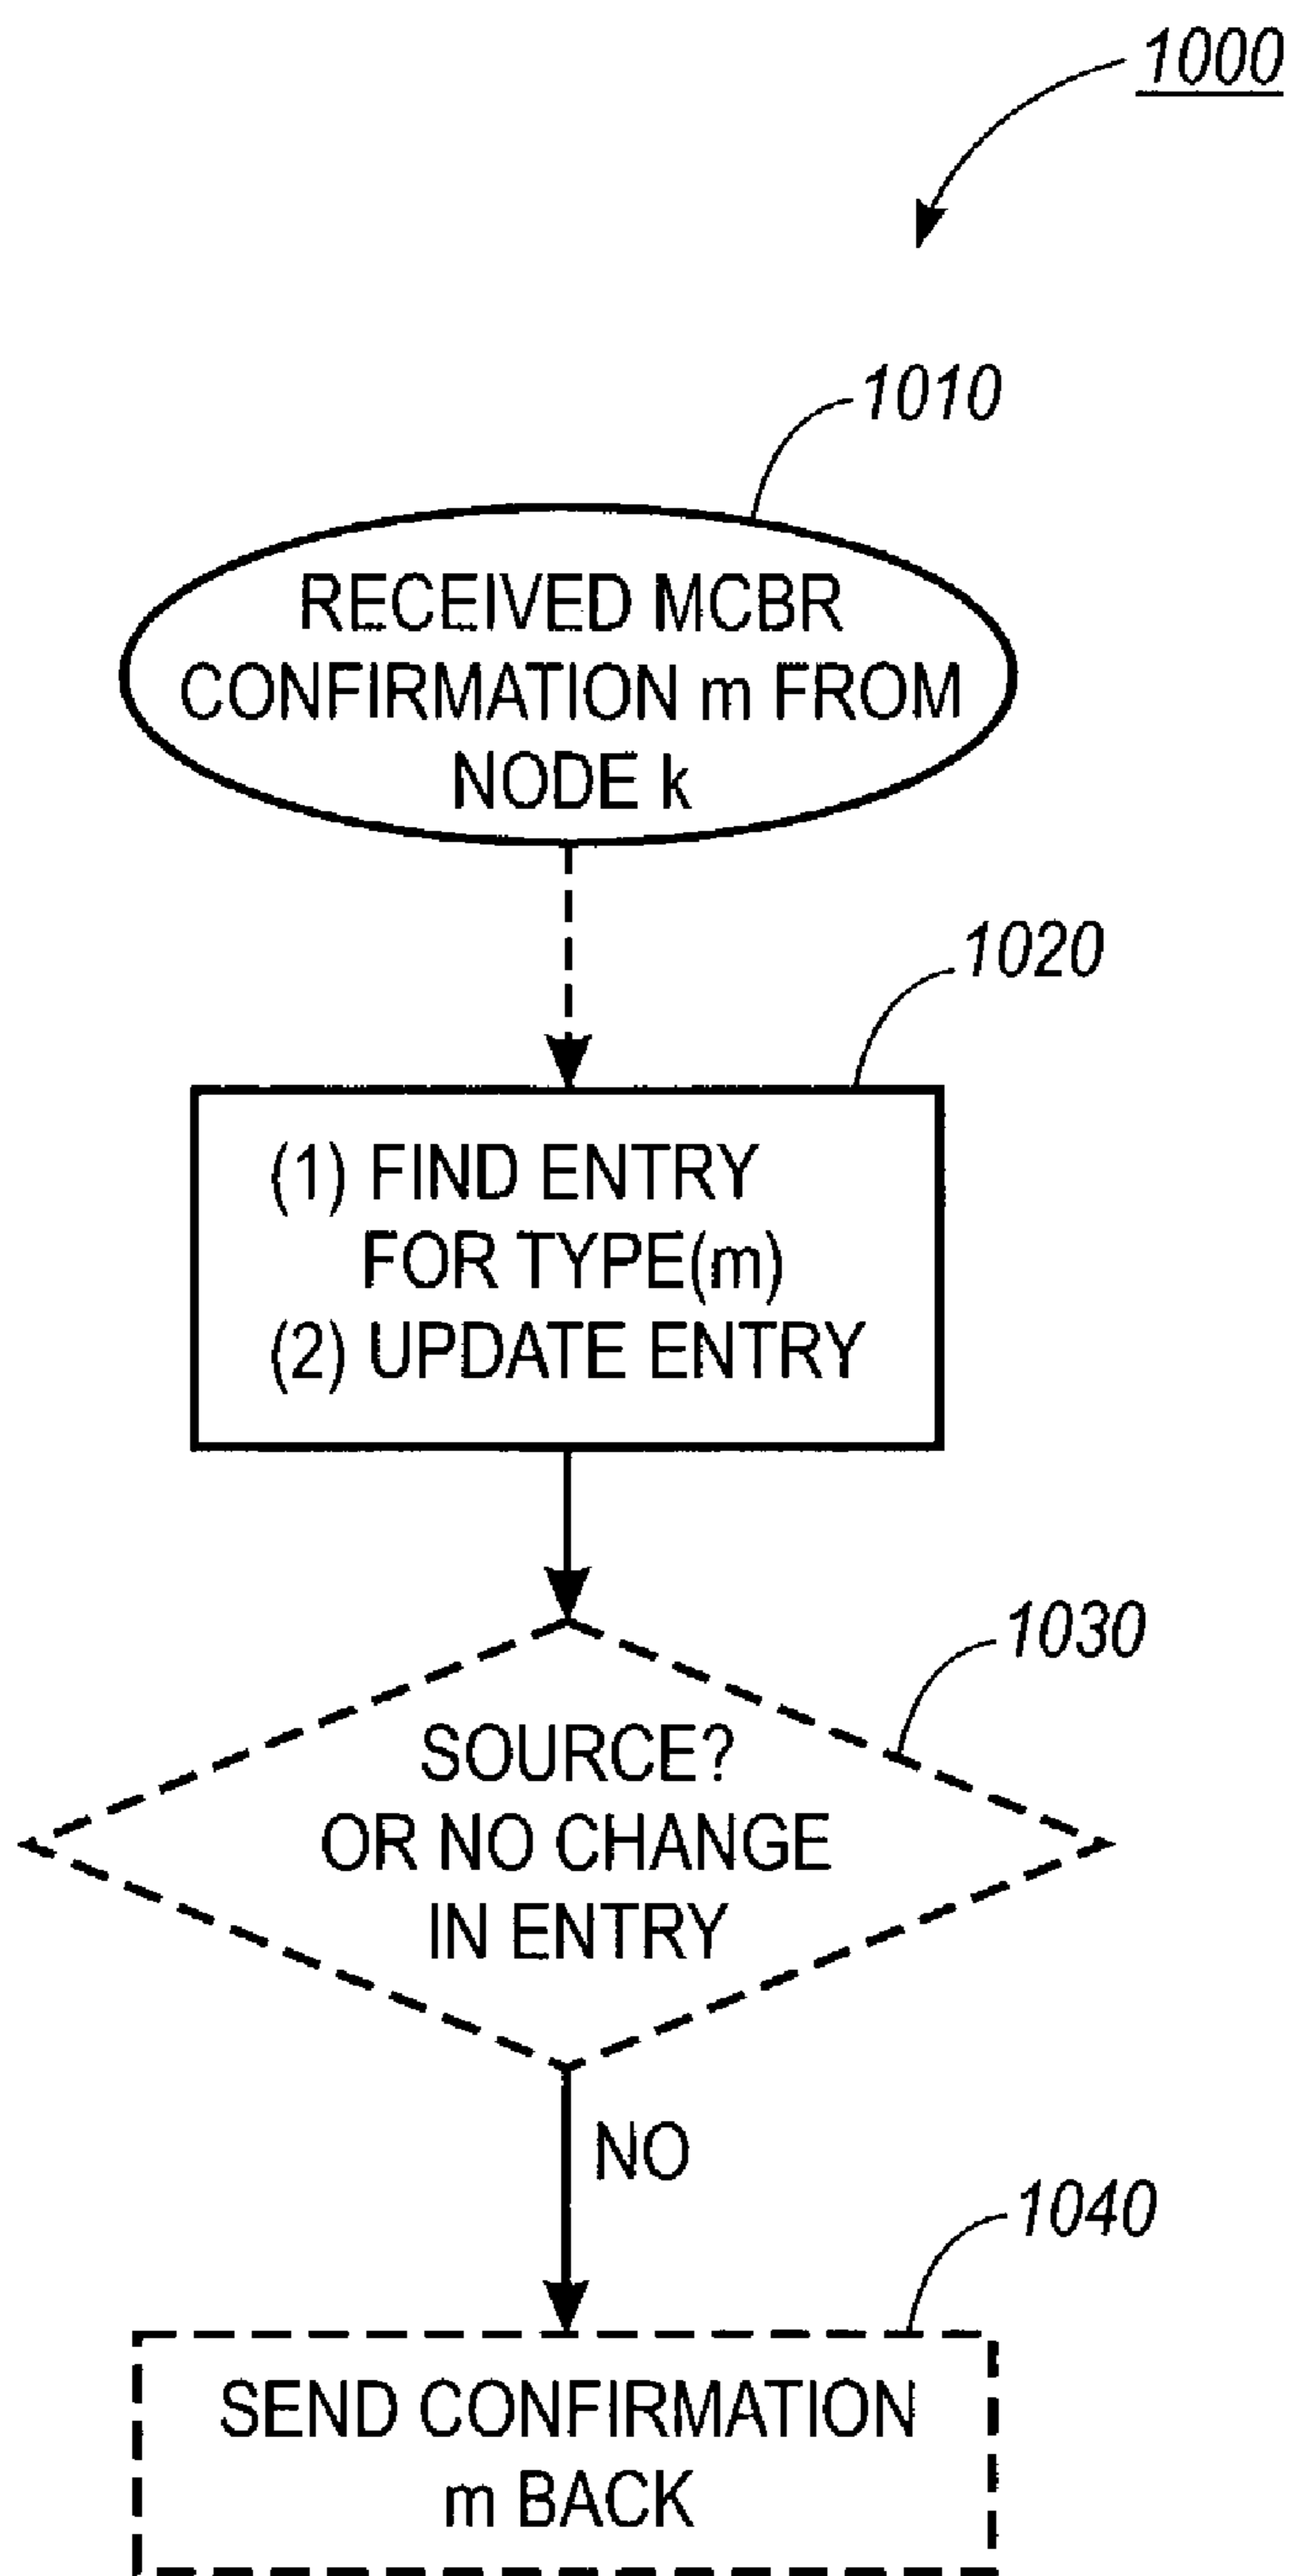 1000
1010
RECEIVED MCBR
CONFIRMATION m FROM
NODE k
1020
(1) FIND ENTRY
FOR TYPE(m)
(2) UPDATE ENTRY
1030
SOURCE?
OR NO CHANGE
IN ENTRY
NO
1040
SEND CONFIRMATION
m BACK